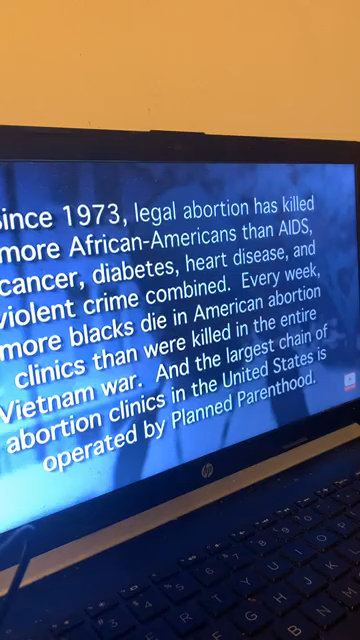 Since 1973, legal abortion has killed
more African-Americans than AIDS,
cancer, diabetes, heart disease, and
violent crime combined. Every week,
more blacks die in American abortion
clinics than were killed in the entire
Vietnam war. And the largest chain of
abortion clinics in the United States is
operated by Planned Parenthood.
hp